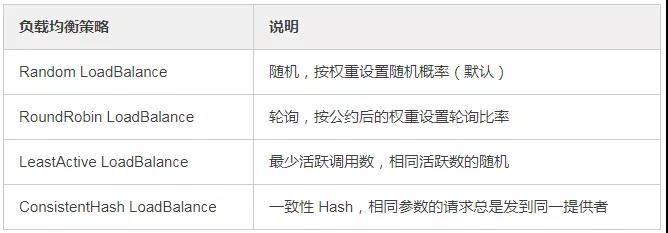 负载均衡策略 说明
Random LoadBalance 随机，按权重设置随机概率（默认）
RoundRobin LoadBalance 轮询，按公约后的权重设置轮询比率
LeastActive LoadBalance 最少活跃调用数，相同活跃数的随机
ConsistentHash LoadBalance 一致性 Hash，相同参数的请求总是发到同一提供者